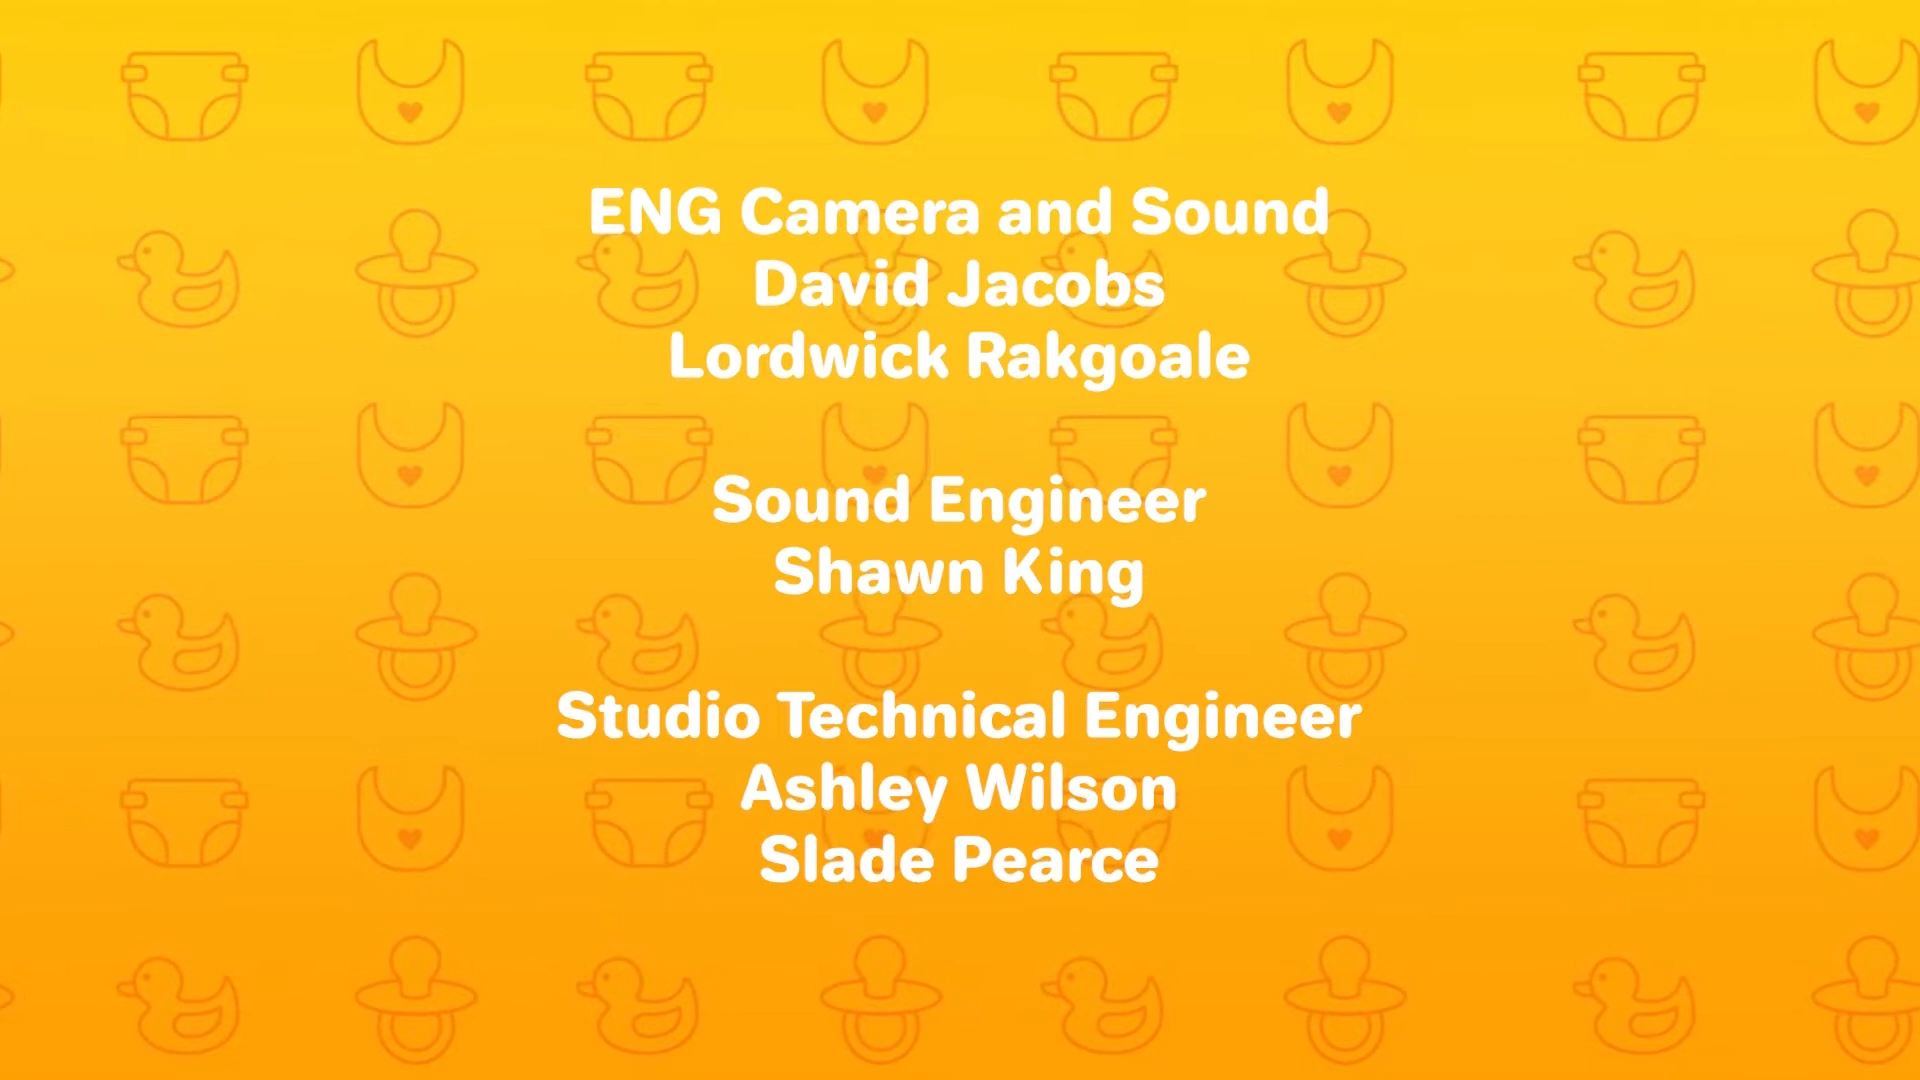 ENG Camera and Sound
David Jacobs
Lordwick Rakgoale
Sound Engineer
Shawn King
Studio Technical Engineer
Ashley Wilson
Slade Pearce